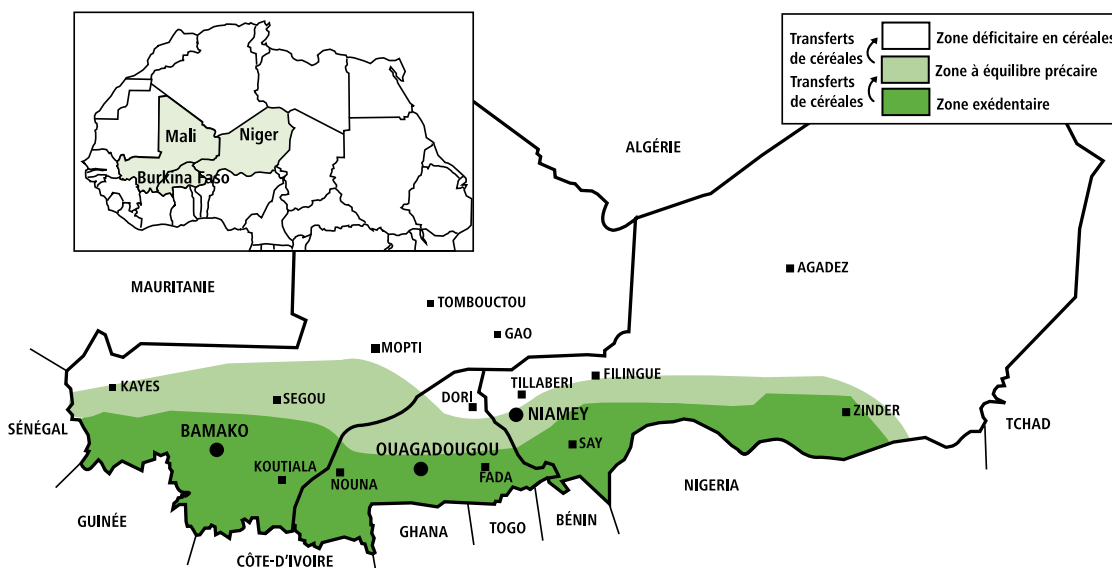 Transferts
de céréales
Transferts
de céréales
Zone déficitaire en céréales
Zone à équilibre précaire
Zone exédentaire
Mali
Niger
Burkina Faso
ALGÉRIE
MAURITANIE
AGADEZ
TOMBOUCTOU
GAO
MOPTI
KAYES
SEGOU
DORI
TILLABERI
FILINGUE
NIAMEY
ZINDER
SÉNÉGAL
TCHAD
BAMAKO
OUAGADOUGOU
SAY
KOUTIALA
NOUNA
FADA
NIGERIA
GUINÉE
GHANA
TOGO
BÉNIN
CÔTE-D'IVOIRE